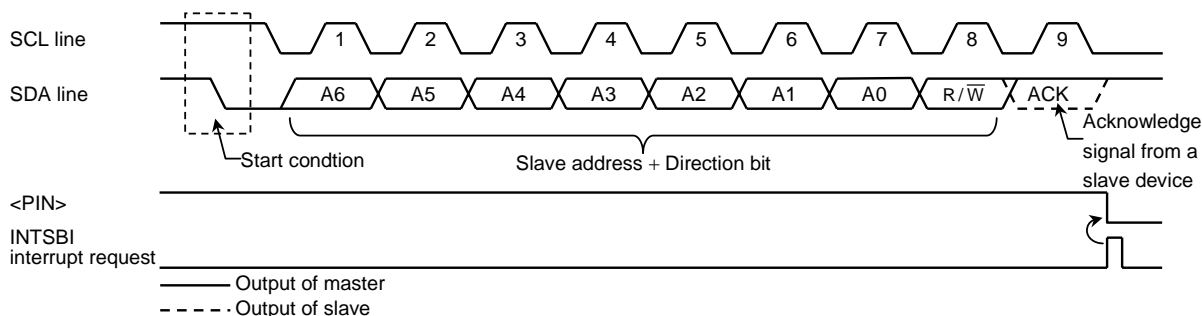 SCL line 1 2 3 4 5 6 7 8 9
SDA line A6 A5 A4 A3 A2 A1 A0 R/W̅ ACK
Start condtion
Slave address + Direction bit
Acknowledge
signal from a
slave device
<PIN>
INTSBI
interrupt request
Output of master
Output of slave